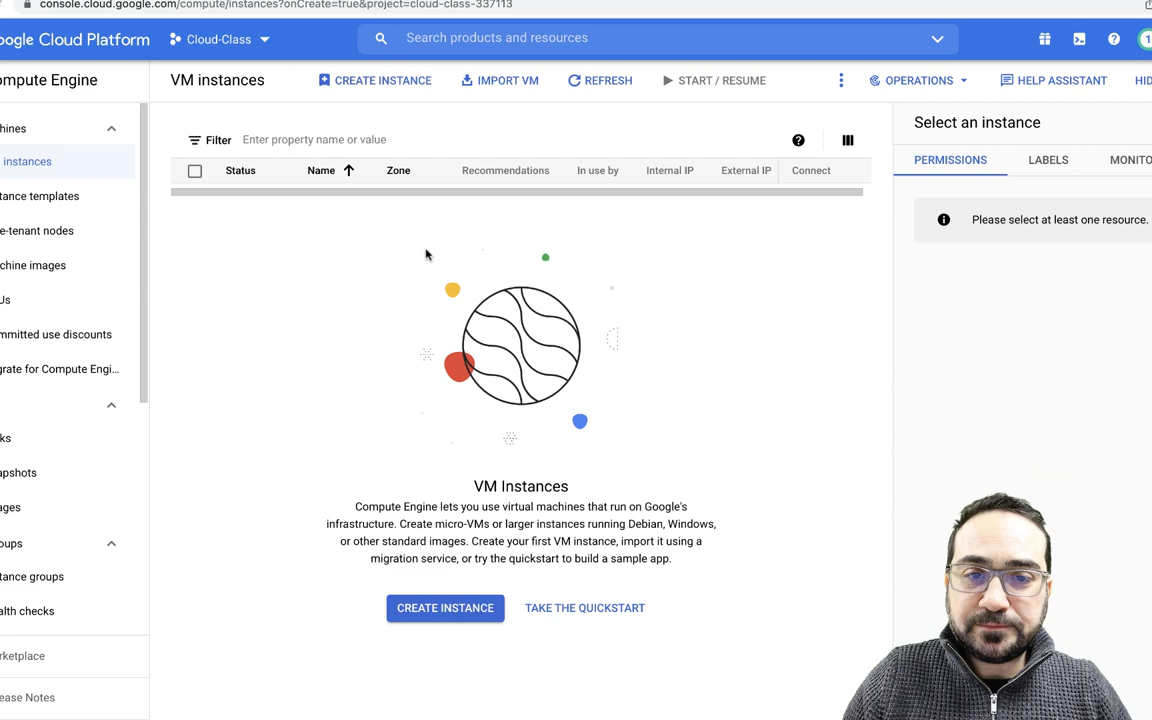 console.cloud.google.com/compute/instances?onCreate=true&project=cloud-class-337113
ogle Cloud Platform
Cloud-Class
Search products and resources
1
ompute Engine
VM instances
CREATE INSTANCE
IMPORT VM
REFRESH
START / RESUME
OPERATIONS
HELP ASSISTANT
HID
hines
instances
tance templates
e-tenant nodes
chine images
Us
mmitted use discounts
grate for Compute Engi...
ks
apshots
ages
oups
tance groups
alth checks
rketplace
ease Notes
Filter
Enter property name or value
Status
Name
Zone
Recommendations
In use by
Internal IP
External IP
Connect
VM Instances
Compute Engine lets you use virtual machines that run on Google's
infrastructure. Create micro-VMs or larger instances running Debian, Windows,
or other standard images. Create your first VM instance, import it using a
migration service, or try the quickstart to build a sample app.
CREATE INSTANCE
TAKE THE QUICKSTART
Select an instance
PERMISSIONS
LABELS
MONITO
Please select at least one resource.